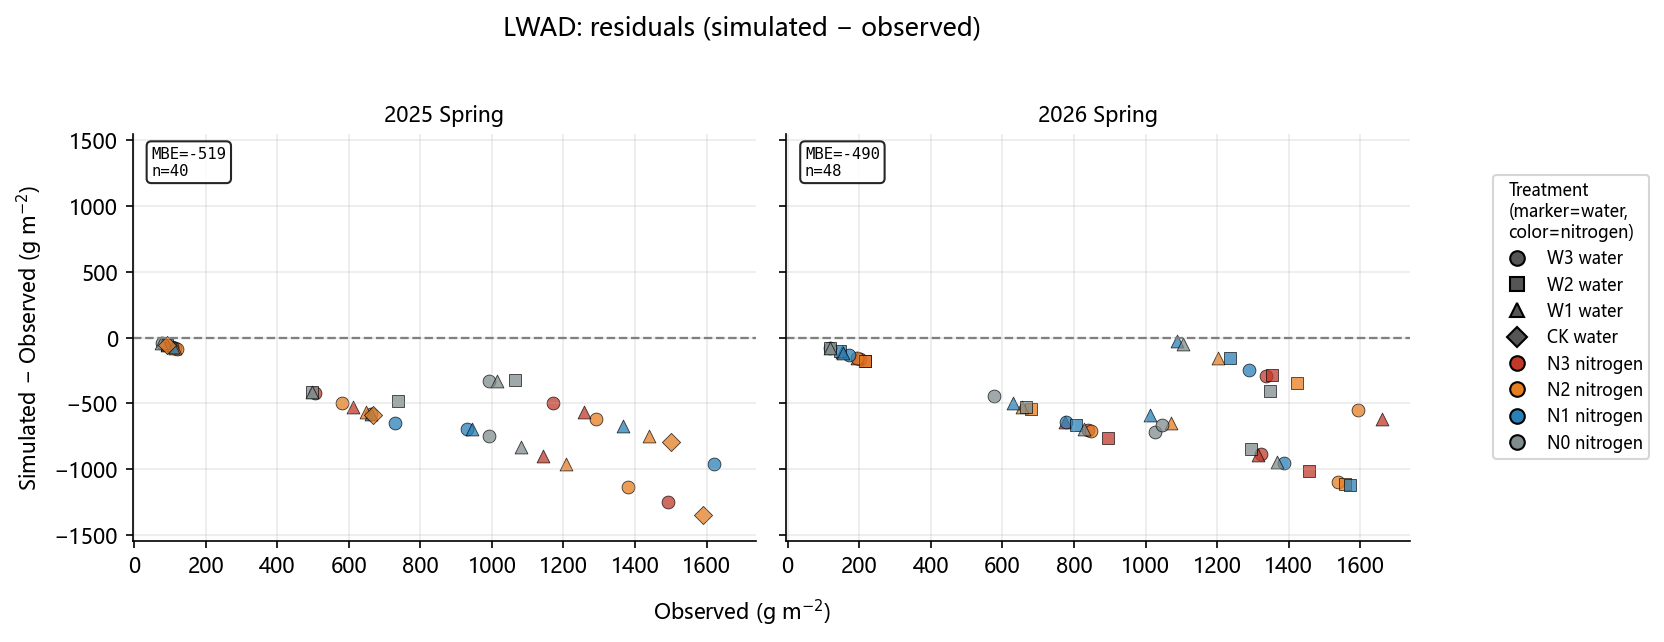 LWAD: residuals (simulated − observed)
2025 Spring
2026 Spring
Simulated − Observed (g m⁻²)
1500
1000
500
0
−500
−1000
−1500
MBE=-519
n=40
MBE=-490
n=48
0 200 400 600 800 1000 1200 1400 1600
0 200 400 600 800 1000 1200 1400 1600
Observed (g m⁻²)
Treatment
(marker=water,
color=nitrogen)
W3 water
W2 water
W1 water
CK water
N3 nitrogen
N2 nitrogen
N1 nitrogen
N0 nitrogen